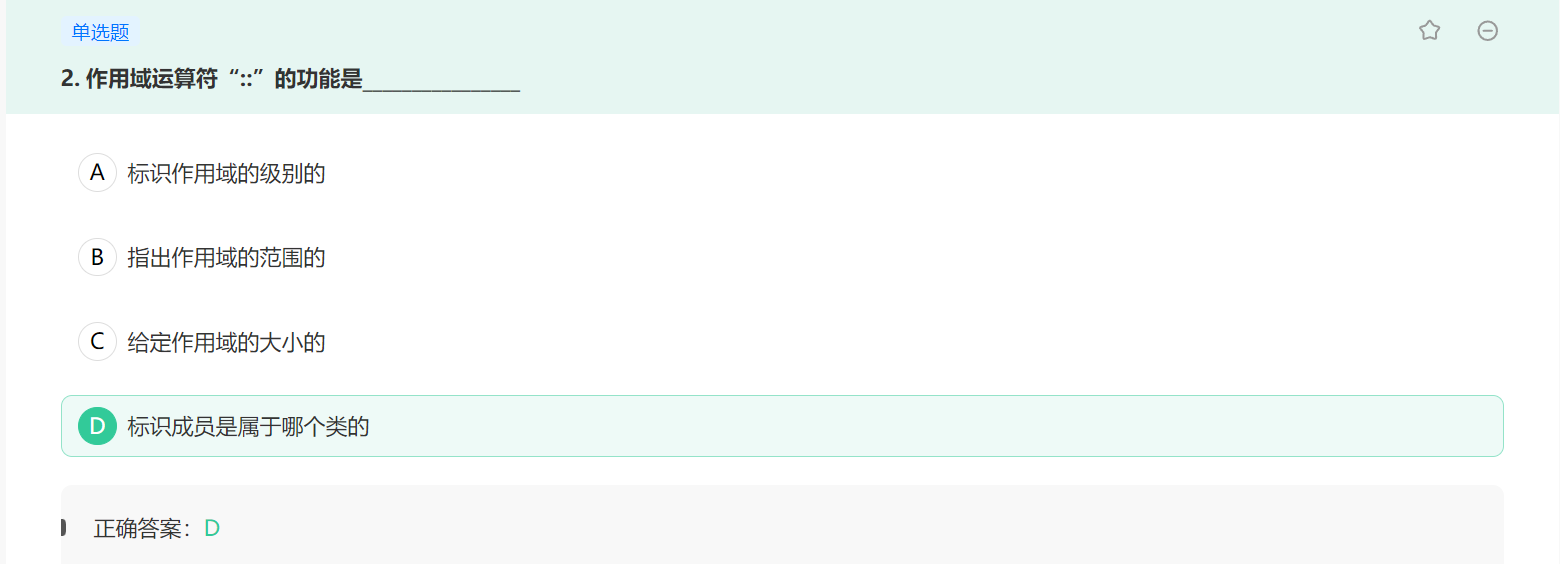 单选题
2. 作用域运算符“::”的功能是______________
A 标识作用域的级别的
B 指出作用域的范围的
C 给定作用域的大小的
D 标识成员是属于哪个类的
正确答案：D